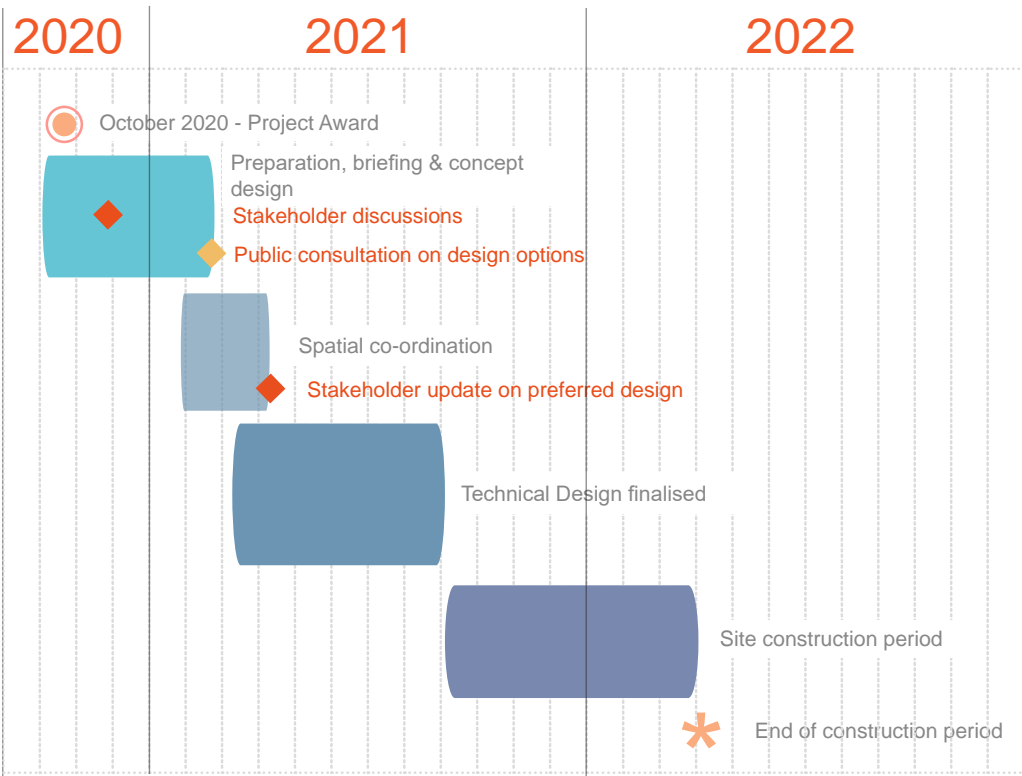 2020
2021
2022
October 2020 - Project Award
Preparation, briefing & concept
design
Stakeholder discussions
Public consultation on design options
Spatial co-ordination
Stakeholder update on preferred design
Technical Design finalised
Site construction period
End of construction period